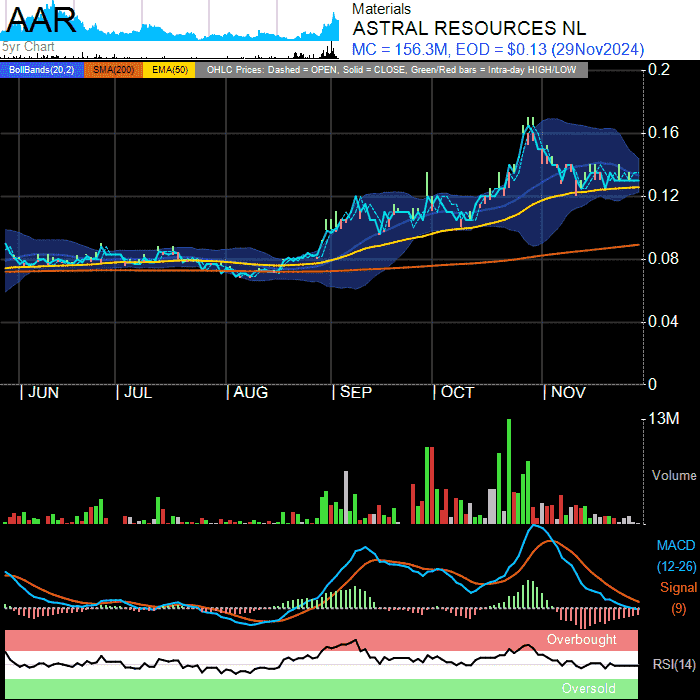 AAR
5yr Chart
Materials
ASTRAL RESOURCES NL
MC = 156.3M, EOD = $0.13 (29Nov2024)
BollBands(20,2) SMA(200) EMA(50) OHLC Prices: Dashed = OPEN, Solid = CLOSE, Green/Red bars = Intra-day HIGH/LOW
0.2
0.16
0.12
0.08
0.04
0
| JUN | JUL | AUG | SEP | OCT | NOV
13M
Volume
MACD
(12-26)
Signal
(9)
Overbought
RSI(14)
Oversold